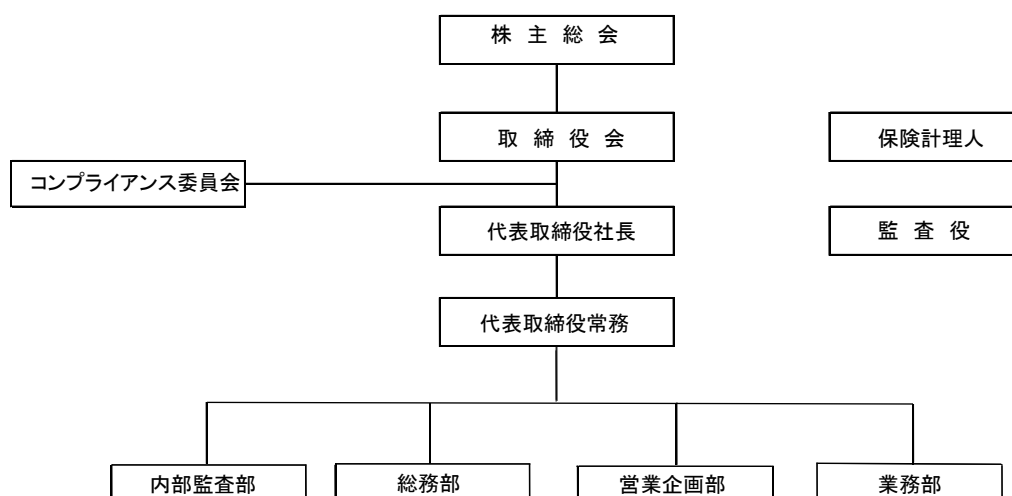 株 主 総 会
取 締 役 会
保険計理人
コンプライアンス委員会
代表取締役社長
監 査 役
代表取締役常務
内部監査部
総務部
営業企画部
業務部